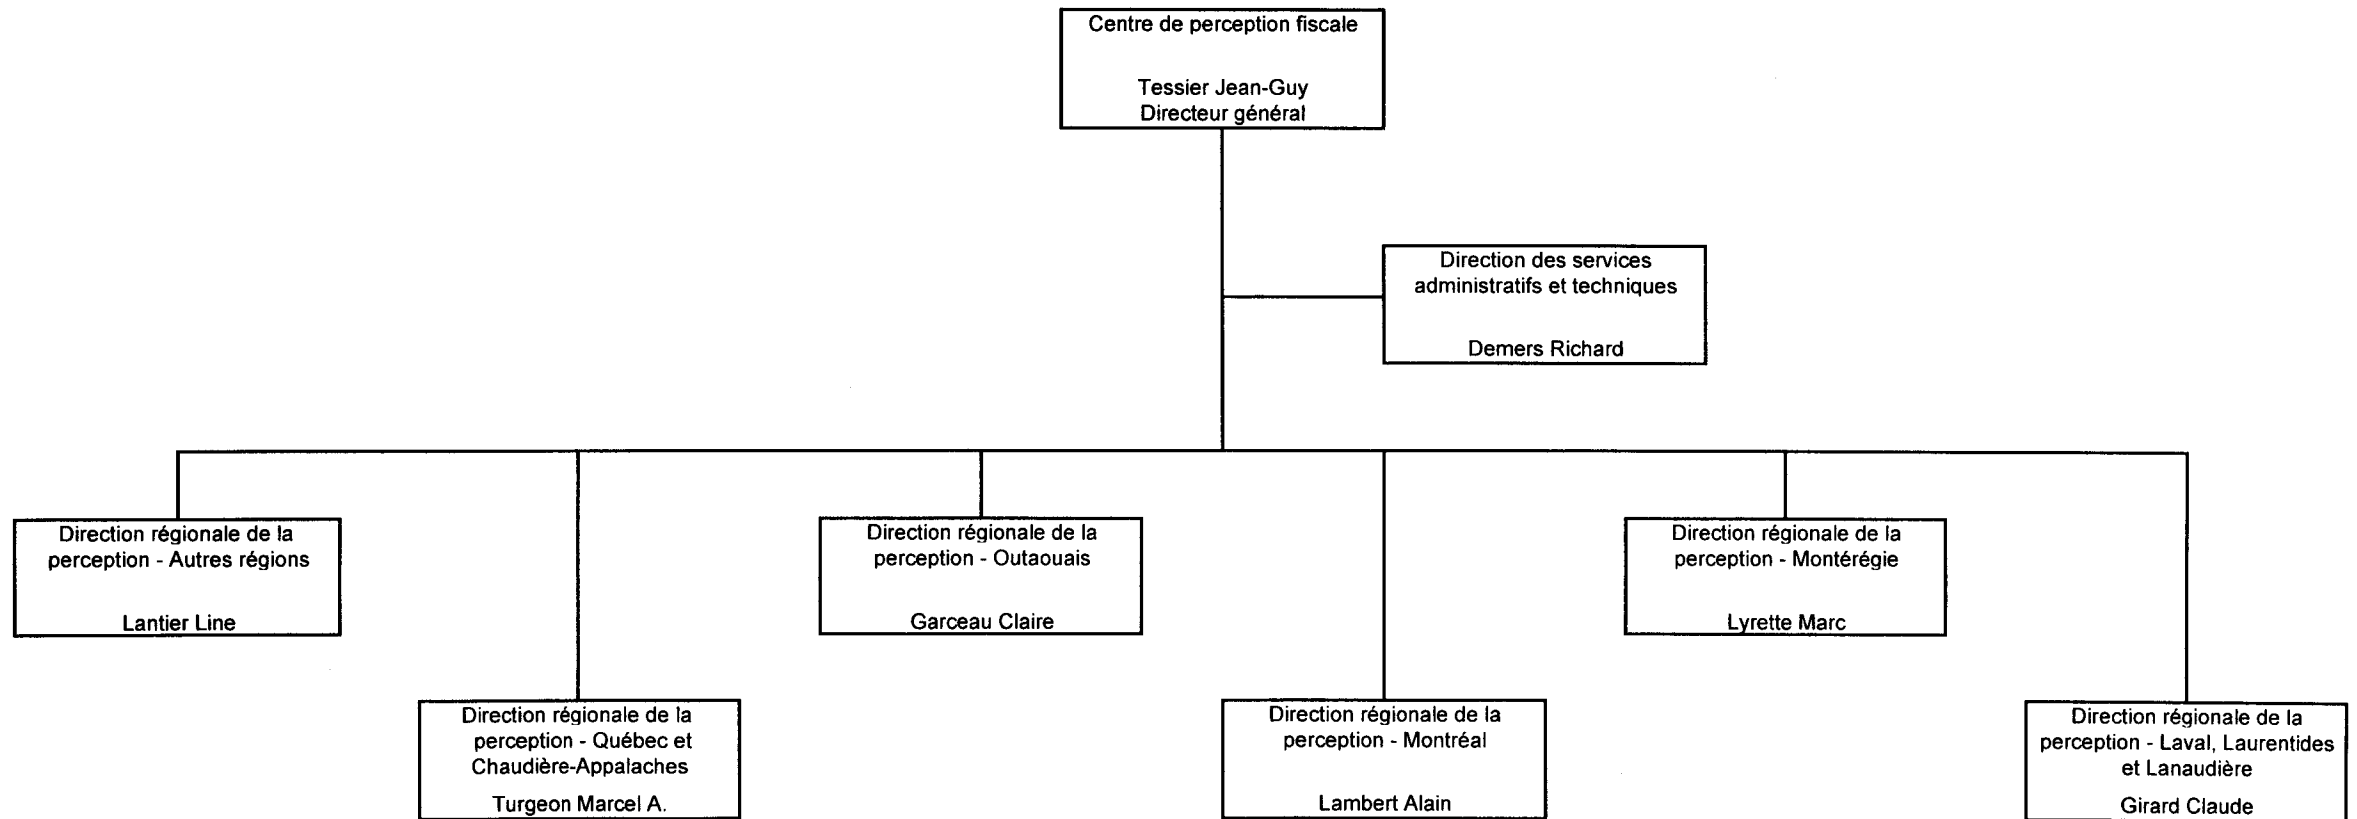 Centre de perception fiscale
Tessier Jean-Guy
Directeur général
Direction des services
administratifs et techniques
Demers Richard
Direction régionale de la
perception - Autres régions
Lantier Line
Direction régionale de la
perception - Outaouais
Garceau Claire
Direction régionale de la
perception - Montérégie
Lyrette Marc
Direction régionale de la
perception - Québec et
Chaudière-Appalaches
Turgeon Marcel A.
Direction régionale de la
perception - Montréal
Lambert Alain
Direction régionale de la
perception - Laval, Laurentides
et Lanaudière
Girard Claude